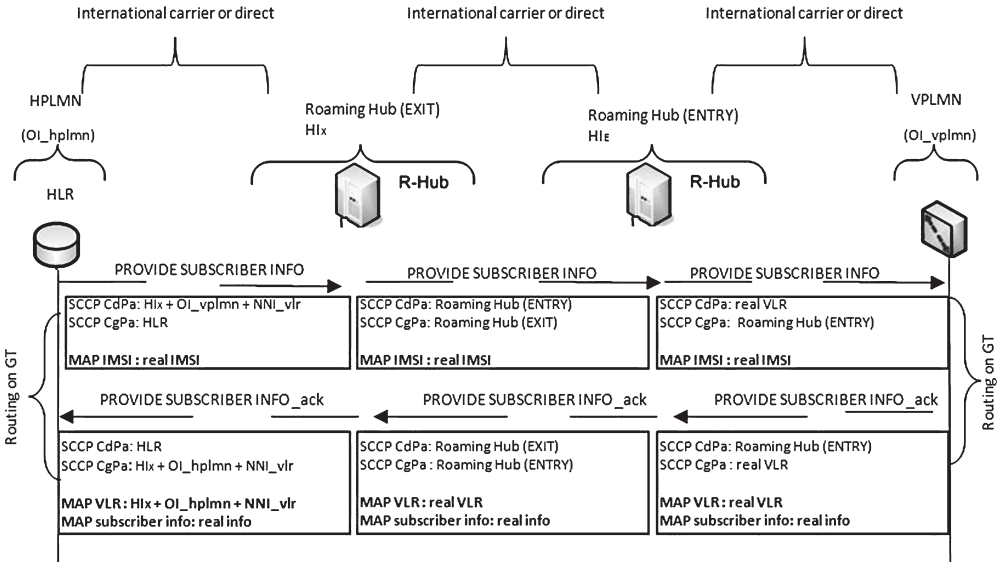 International carrier or direct
International carrier or direct
International carrier or direct
HPLMN
(OI_hplmn)
HLR
Roaming Hub (EXIT)
HIx
R-Hub
Roaming Hub (ENTRY)
HIE
R-Hub
VPLMN
(OI_vplmn)
PROVIDE SUBSCRIBER INFO
PROVIDE SUBSCRIBER INFO
PROVIDE SUBSCRIBER INFO
SCCP CdPa: HIx + OI_vplmn + NNI_vlr
SCCP CgPa: HLR
MAP IMSI : real IMSI
SCCP CdPa: Roaming Hub (ENTRY)
SCCP CgPa: Roaming Hub (EXIT)
MAP IMSI : real IMSI
SCCP CdPa: real VLR
SCCP CgPa: Roaming Hub (ENTRY)
MAP IMSI : real IMSI
Routing on GT
Routing on GT
PROVIDE SUBSCRIBER INFO_ack
PROVIDE SUBSCRIBER INFO_ack
PROVIDE SUBSCRIBER INFO_ack
SCCP CdPa: HLR
SCCP CgPa: HIx + OI_hplmn + NNI_vlr
MAP VLR : HIx + OI_hplmn + NNI_vlr
MAP subscriber info: real info
SCCP CdPa: Roaming Hub (EXIT)
SCCP CgPa : Roaming Hub (ENTRY)
MAP VLR : real VLR
MAP subscriber info: real info
SCCP CdPa: Roaming Hub (ENTRY)
SCCP CgPa : real VLR
MAP VLR : real VLR
MAP subscriber info: real info